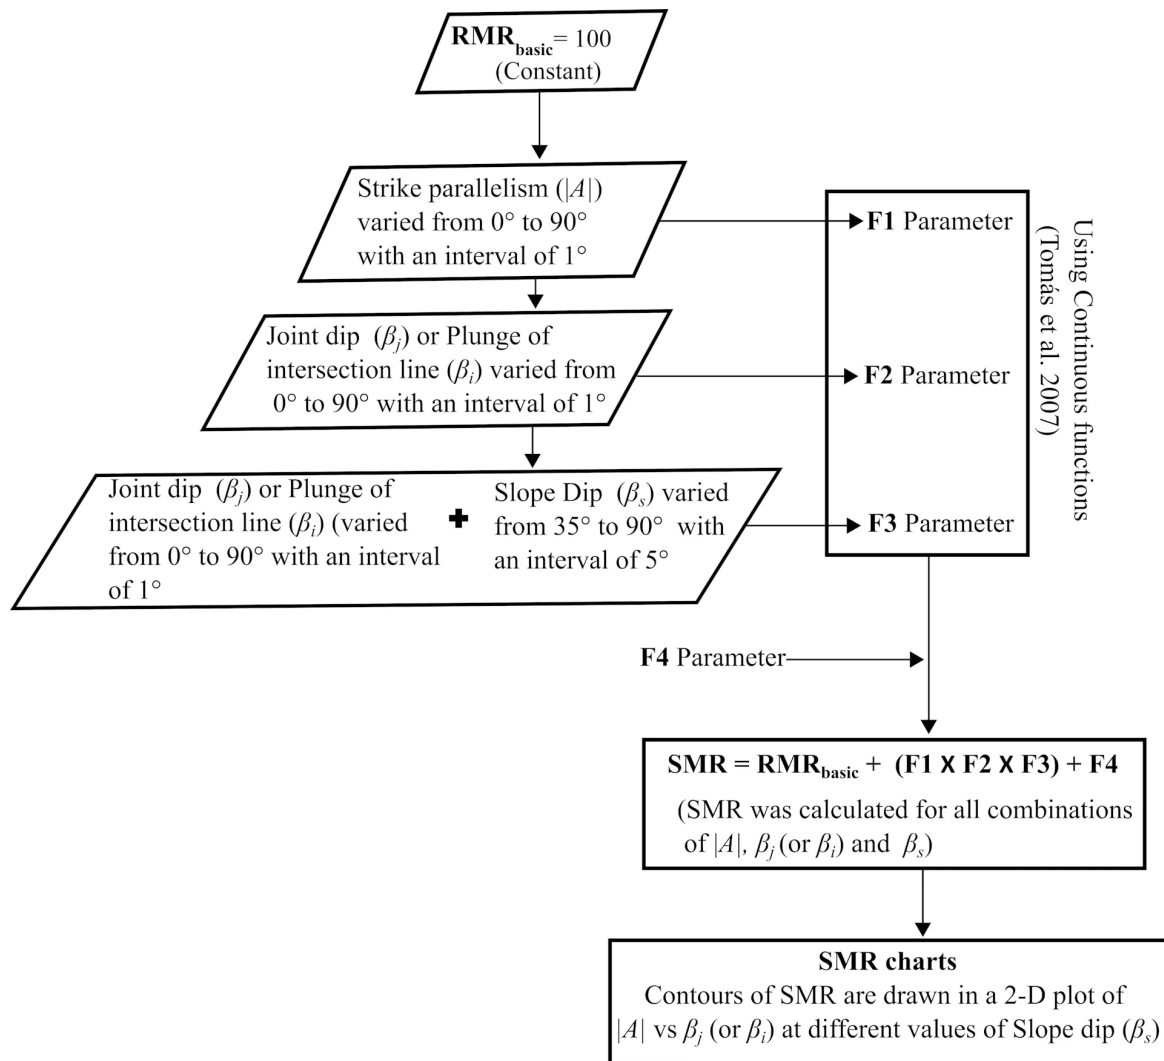 RMRbasic = 100
(Constant)
Strike parallelism (|A|)
varied from 0° to 90°
with an interval of 1°
F1 Parameter
Joint dip (βj) or Plunge of
intersection line (βi) varied from
0° to 90° with an interval of 1°
F2 Parameter
Joint dip (βj) or Plunge of
intersection line (βi) (varied
from 0° to 90° with an interval
of 1°
+
Slope Dip (βs) varied
from 35° to 90° with
an interval of 5°
F3 Parameter
Using Continuous functions
(Tomás et al. 2007)
F4 Parameter
SMR = RMRbasic + (F1 X F2 X F3) + F4
(SMR was calculated for all combinations
of |A|, βj (or βi) and βs)
SMR charts
Contours of SMR are drawn in a 2-D plot of
|A| vs βj (or βi) at different values of Slope dip (βs)